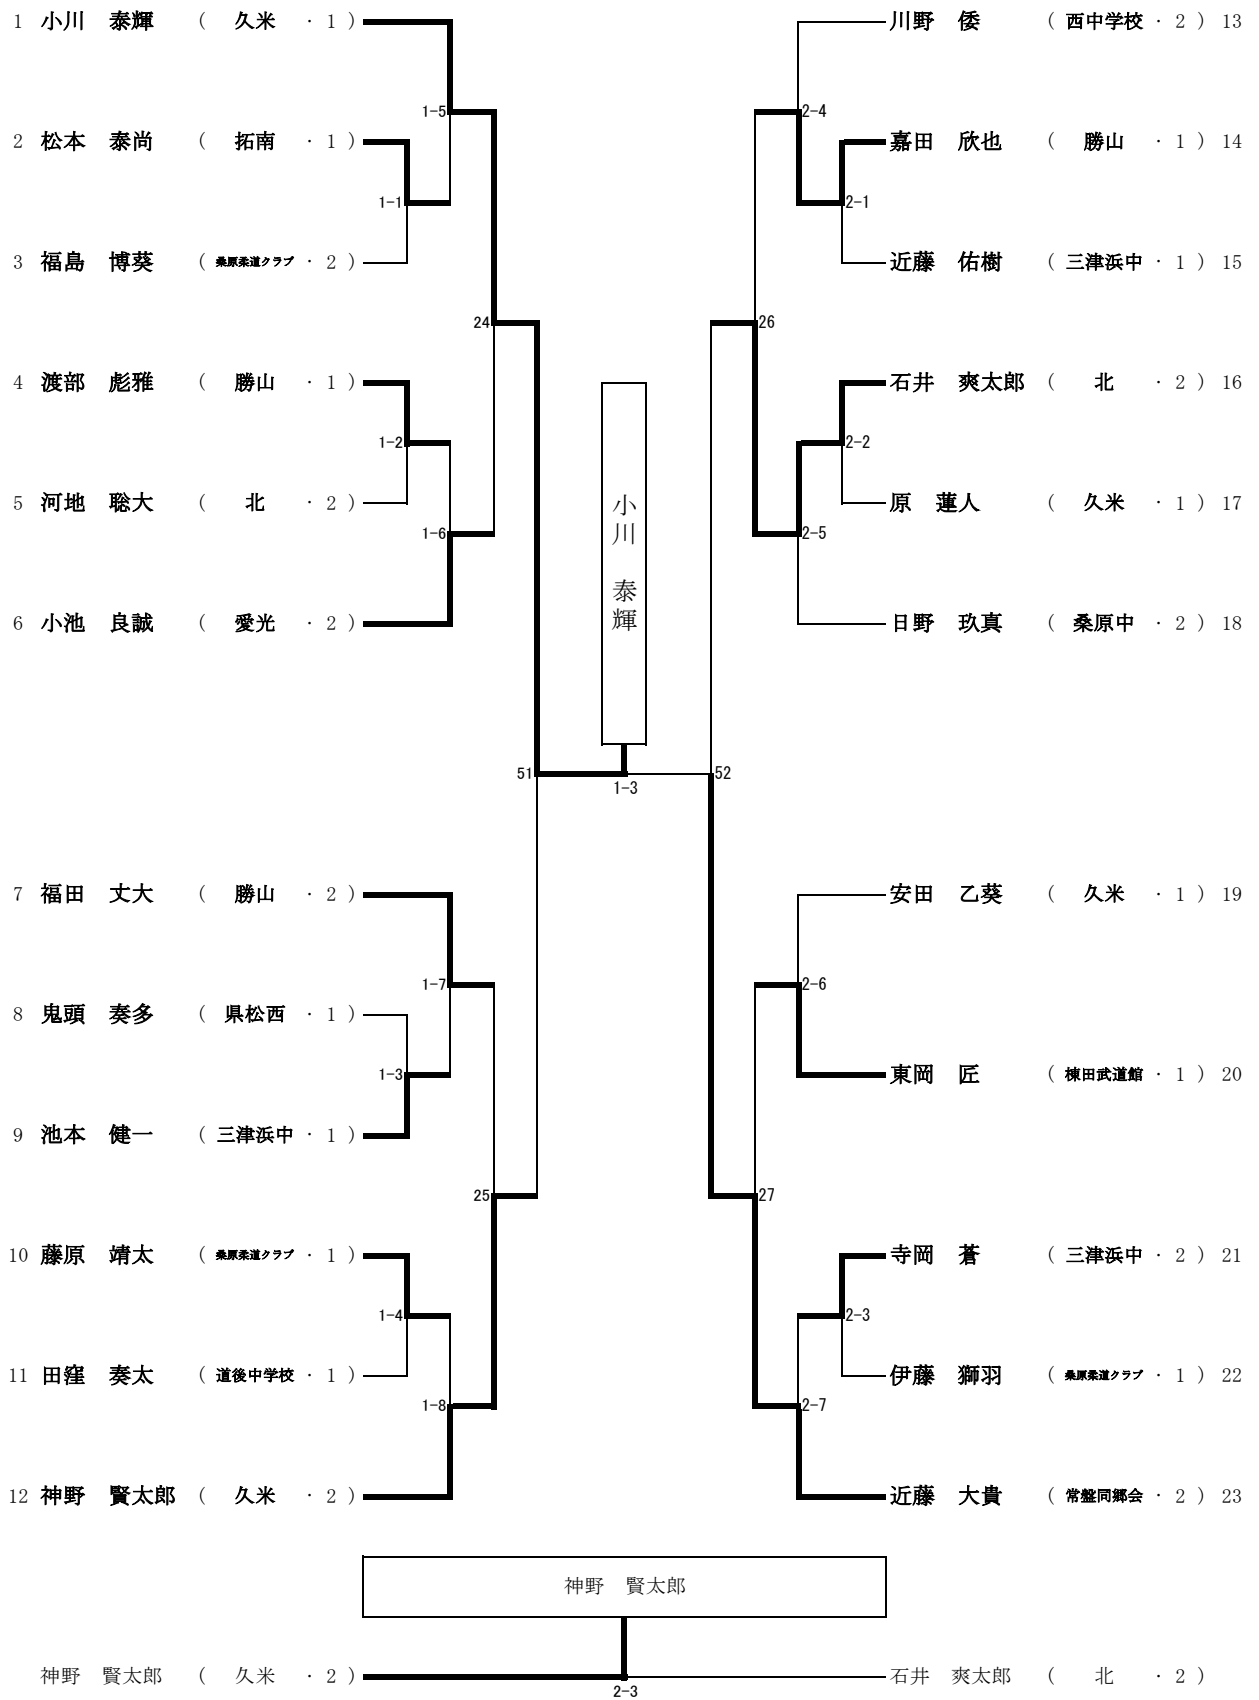 1 小川 泰輝 ( 久米 ・ 1 ) 川野 倭 ( 西中学校 ・ 2 ) 13
1-5 2-4
2 松本 泰尚 ( 拓南 ・ 1 ) 嘉田 欣也 ( 勝山 ・ 1 ) 14
1-1 2-1
3 福島 博葵 ( 桑原柔道クラブ ・ 2 ) 近藤 佑樹 ( 三津浜中 ・ 1 ) 15
24 26
4 渡部 彪雅 ( 勝山 ・ 1 ) 石井 爽太郎 ( 北 ・ 2 ) 16
1-2 2-2
5 河地 聡大 ( 北 ・ 2 ) 原 蓮人 ( 久米 ・ 1 ) 17
1-6 2-5
小川 泰輝
6 小池 良誠 ( 愛光 ・ 2 ) 日野 玖真 ( 桑原中 ・ 2 ) 18
51 52
1-3
7 福田 丈大 ( 勝山 ・ 2 ) 安田 乙葵 ( 久米 ・ 1 ) 19
1-7 2-6
8 鬼頭 奏多 ( 県松西 ・ 1 )
1-3 東岡 匠 ( 棟田武道館 ・ 1 ) 20
9 池本 健一 ( 三津浜中 ・ 1 )
25 27
10 藤原 靖太 ( 桑原柔道クラブ ・ 1 ) 寺岡 蒼 ( 三津浜中 ・ 2 ) 21
1-4 2-3
11 田窪 奏太 ( 道後中学校 ・ 1 ) 伊藤 獅羽 ( 桑原柔道クラブ ・ 1 ) 22
1-8 2-7
12 神野 賢太郎 ( 久米 ・ 2 ) 近藤 大貴 ( 常盤同郷会 ・ 2 ) 23
神野 賢太郎
神野 賢太郎 ( 久米 ・ 2 ) 石井 爽太郎 ( 北 ・ 2 )
2-3